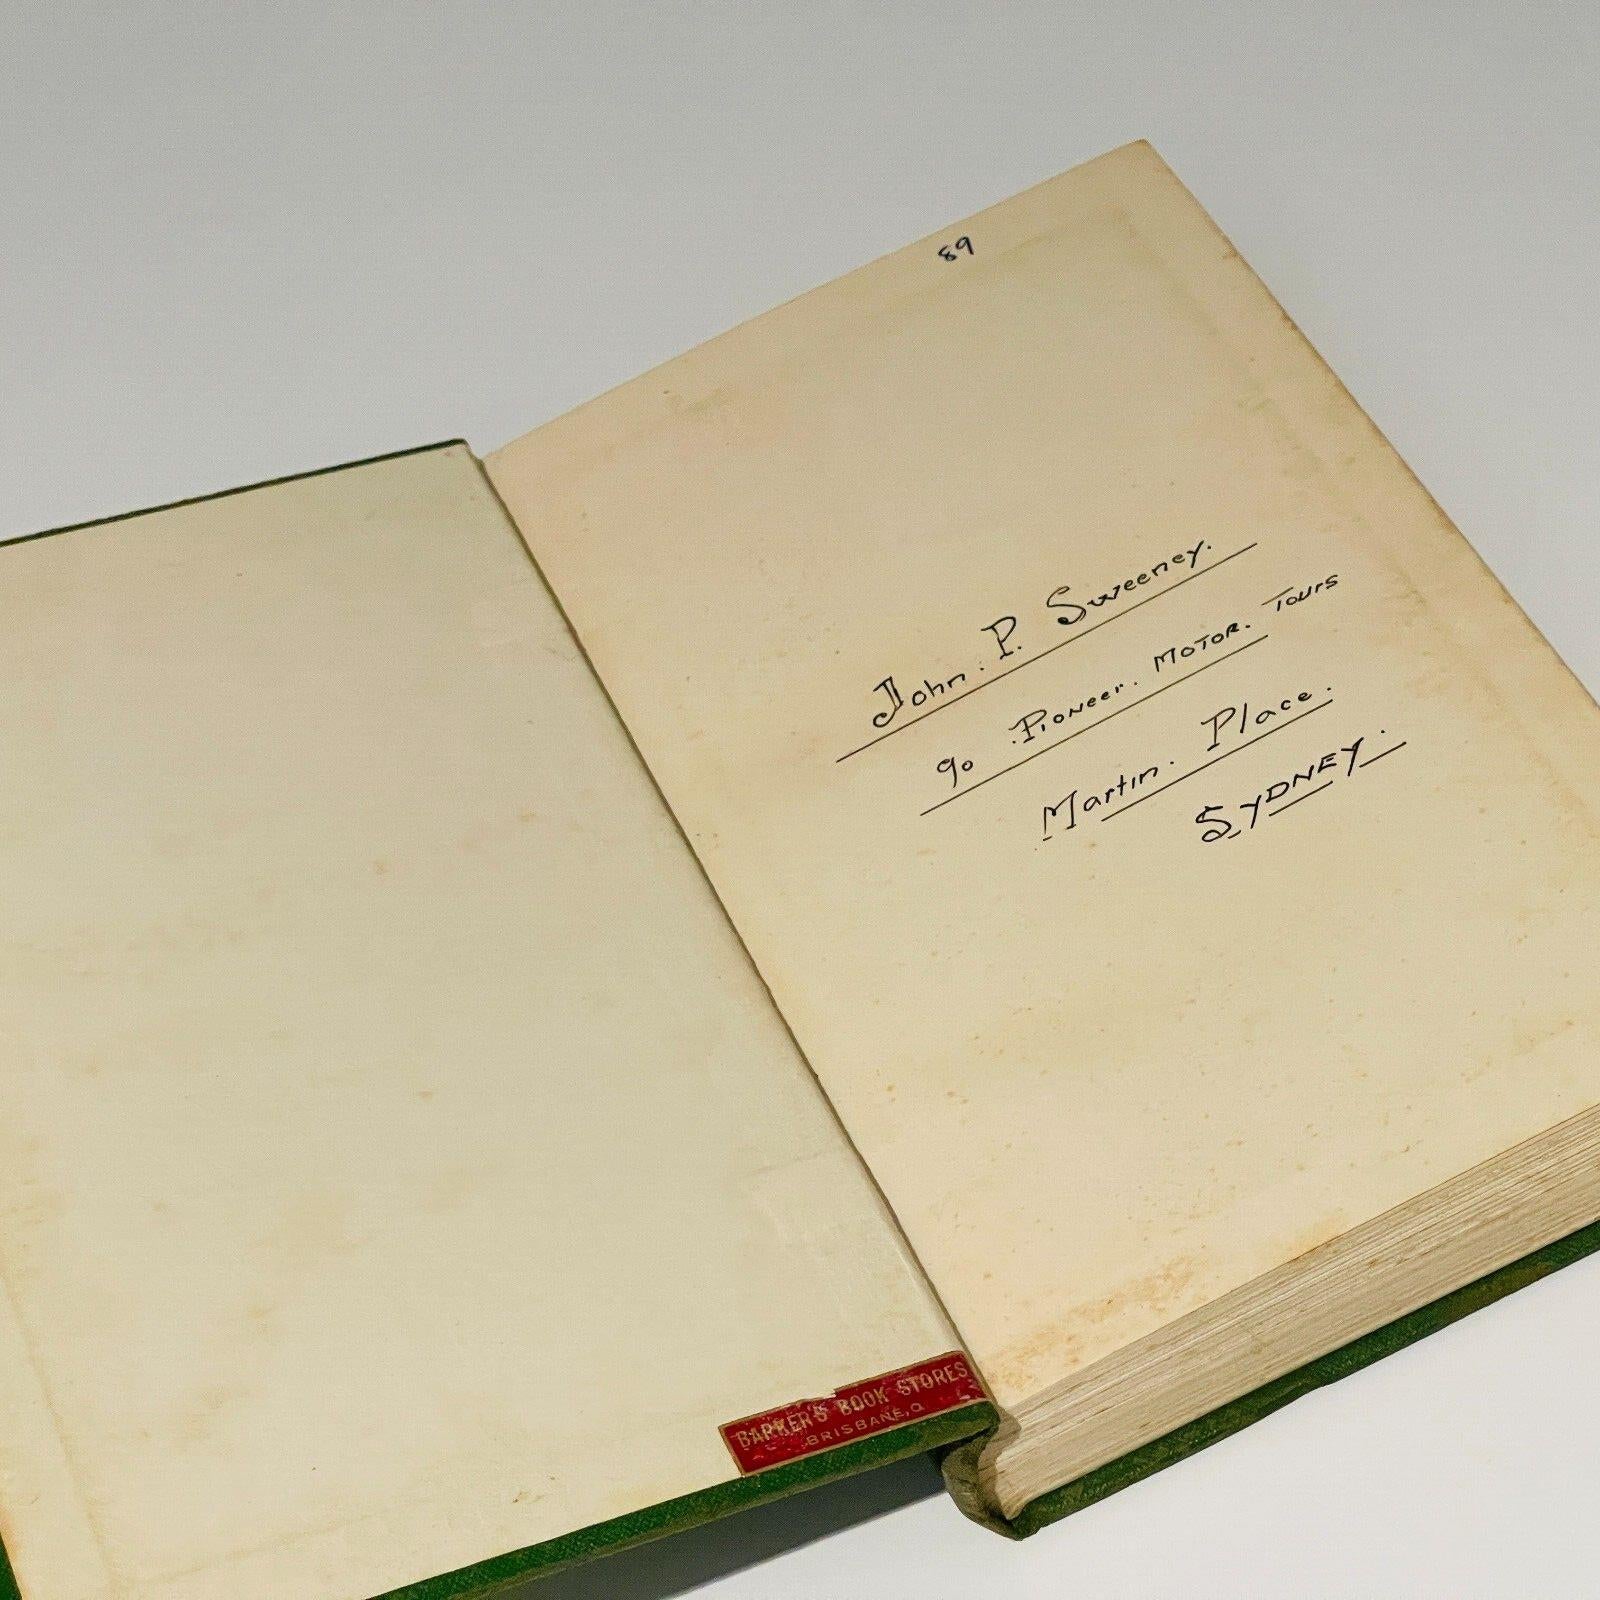 89
John. P. Sweeney.
c/o Pioneer. MOTOR. Tours
Martin. Place.
SYDNEY.
BARKER'S BOOK STORES
BRISBANE, Q